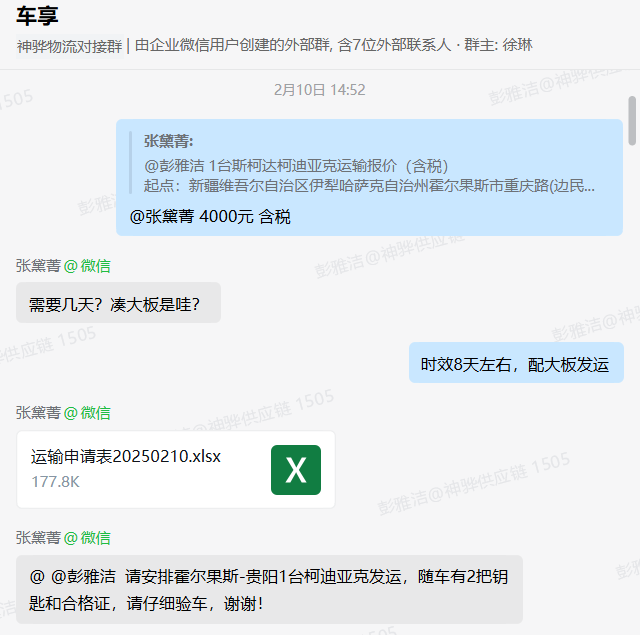 车享
神骅物流对接群 | 由企业微信用户创建的外部群, 含7位外部联系人 · 群主: 徐琳
2月10日 14:52
张黛菁:
@彭雅洁 1台斯柯达柯迪亚克运输报价（含税）
起点：新疆维吾尔自治区伊犁哈萨克自治州霍尔果斯市重庆路(边民...
@张黛菁 4000元 含税
张黛菁@微信
需要几天？凑大板是哇?
时效8天左右，配大板发运
张黛菁@微信
运输申请表20250210.xlsx
177.8K
X
张黛菁@微信
@ @彭雅洁 请安排霍尔果斯-贵阳1台柯迪亚克发运，随车有2把钥
匙和合格证，请仔细验车，谢谢！
彭雅洁@神骅供应链 1505